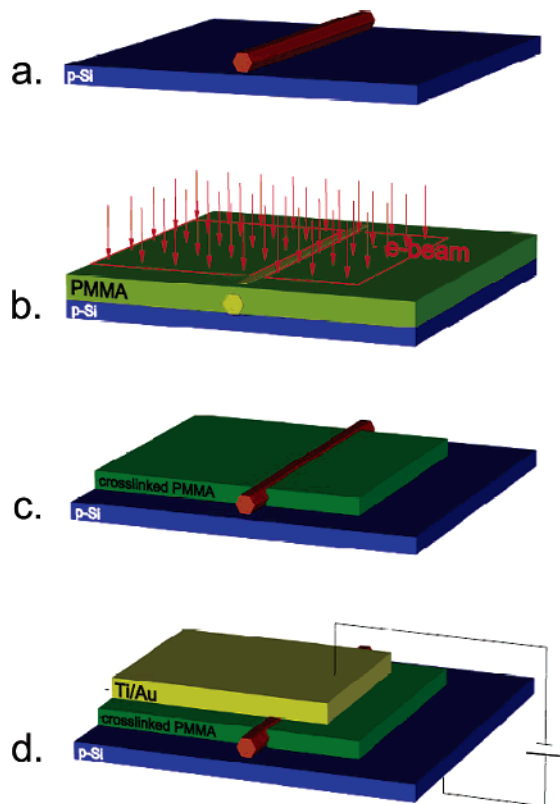 a.
p-Si
e-beam
PMMA
b.
p-Si
crosslinked PMMA
c.
p-Si
Ti/Au
crosslinked PMMA
d.
p-Si